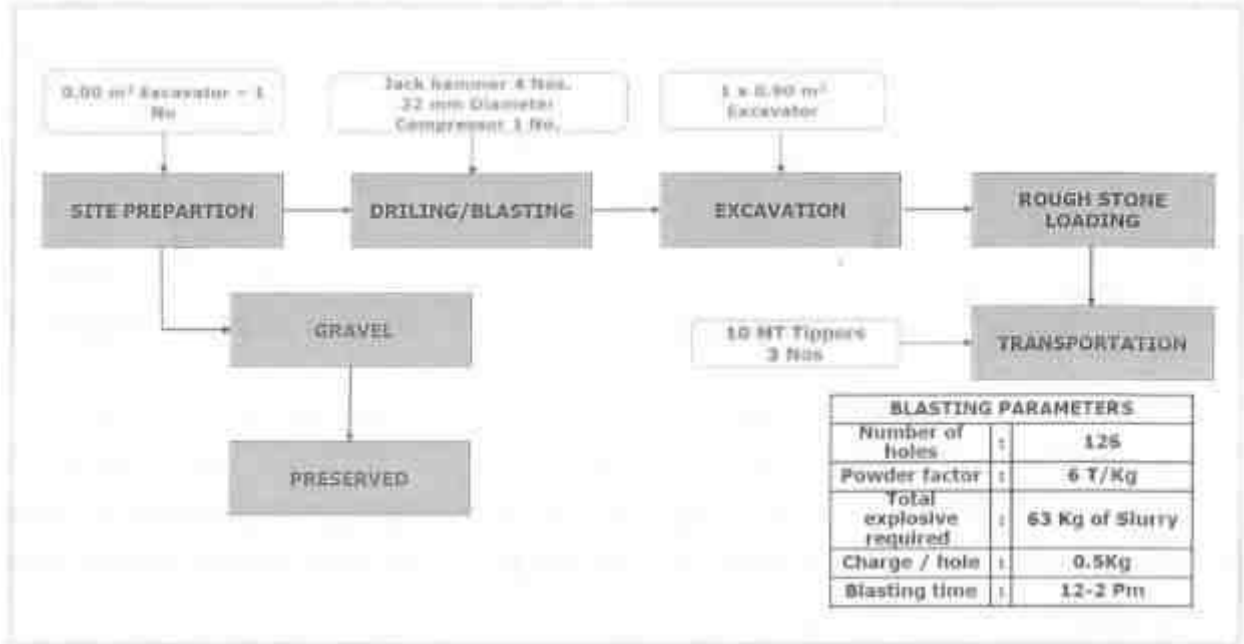 0.90 m³ Excavator – 1
No
Jack hammer 4 Nos.
32 mm Diameter
Compressor 1 No.
1 x 0.90 m³
Excavator
SITE PREPARTION
DRILING/BLASTING
EXCAVATION
ROUGH STONE
LOADING
GRAVEL
10 MT Tippers
3 Nos
TRANSPORTATION
PRESERVED
BLASTING PARAMETERS
Number of
holes : 126
Powder factor : 6 T/Kg
Total
explosive
required : 63 Kg of Slurry
Charge / hole : 0.5Kg
Blasting time : 12-2 Pm